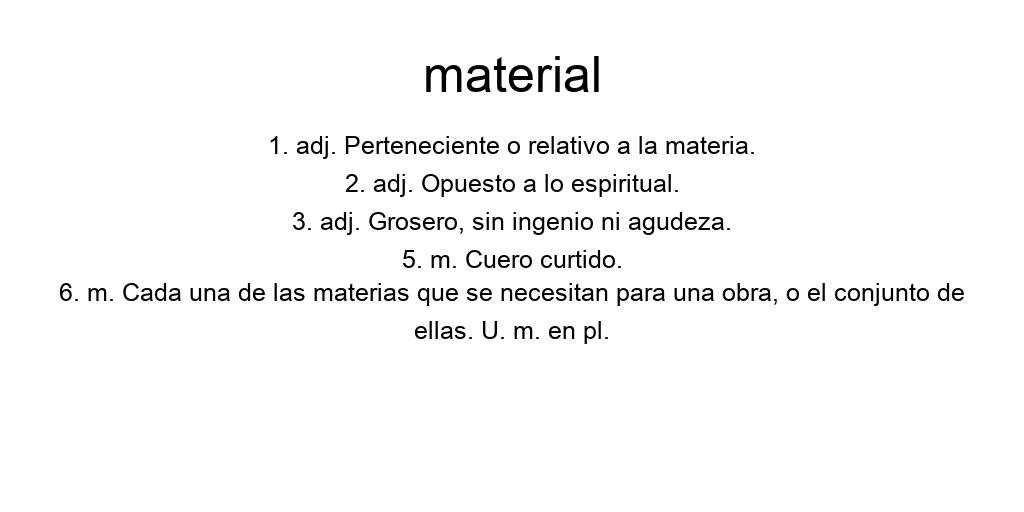 material
1. adj. Perteneciente o relativo a la materia.
2. adj. Opuesto a lo espiritual.
3. adj. Grosero, sin ingenio ni agudeza.
5. m. Cuero curtido.
6. m. Cada una de las materias que se necesitan para una obra, o el conjunto de
ellas. U. m. en pl.